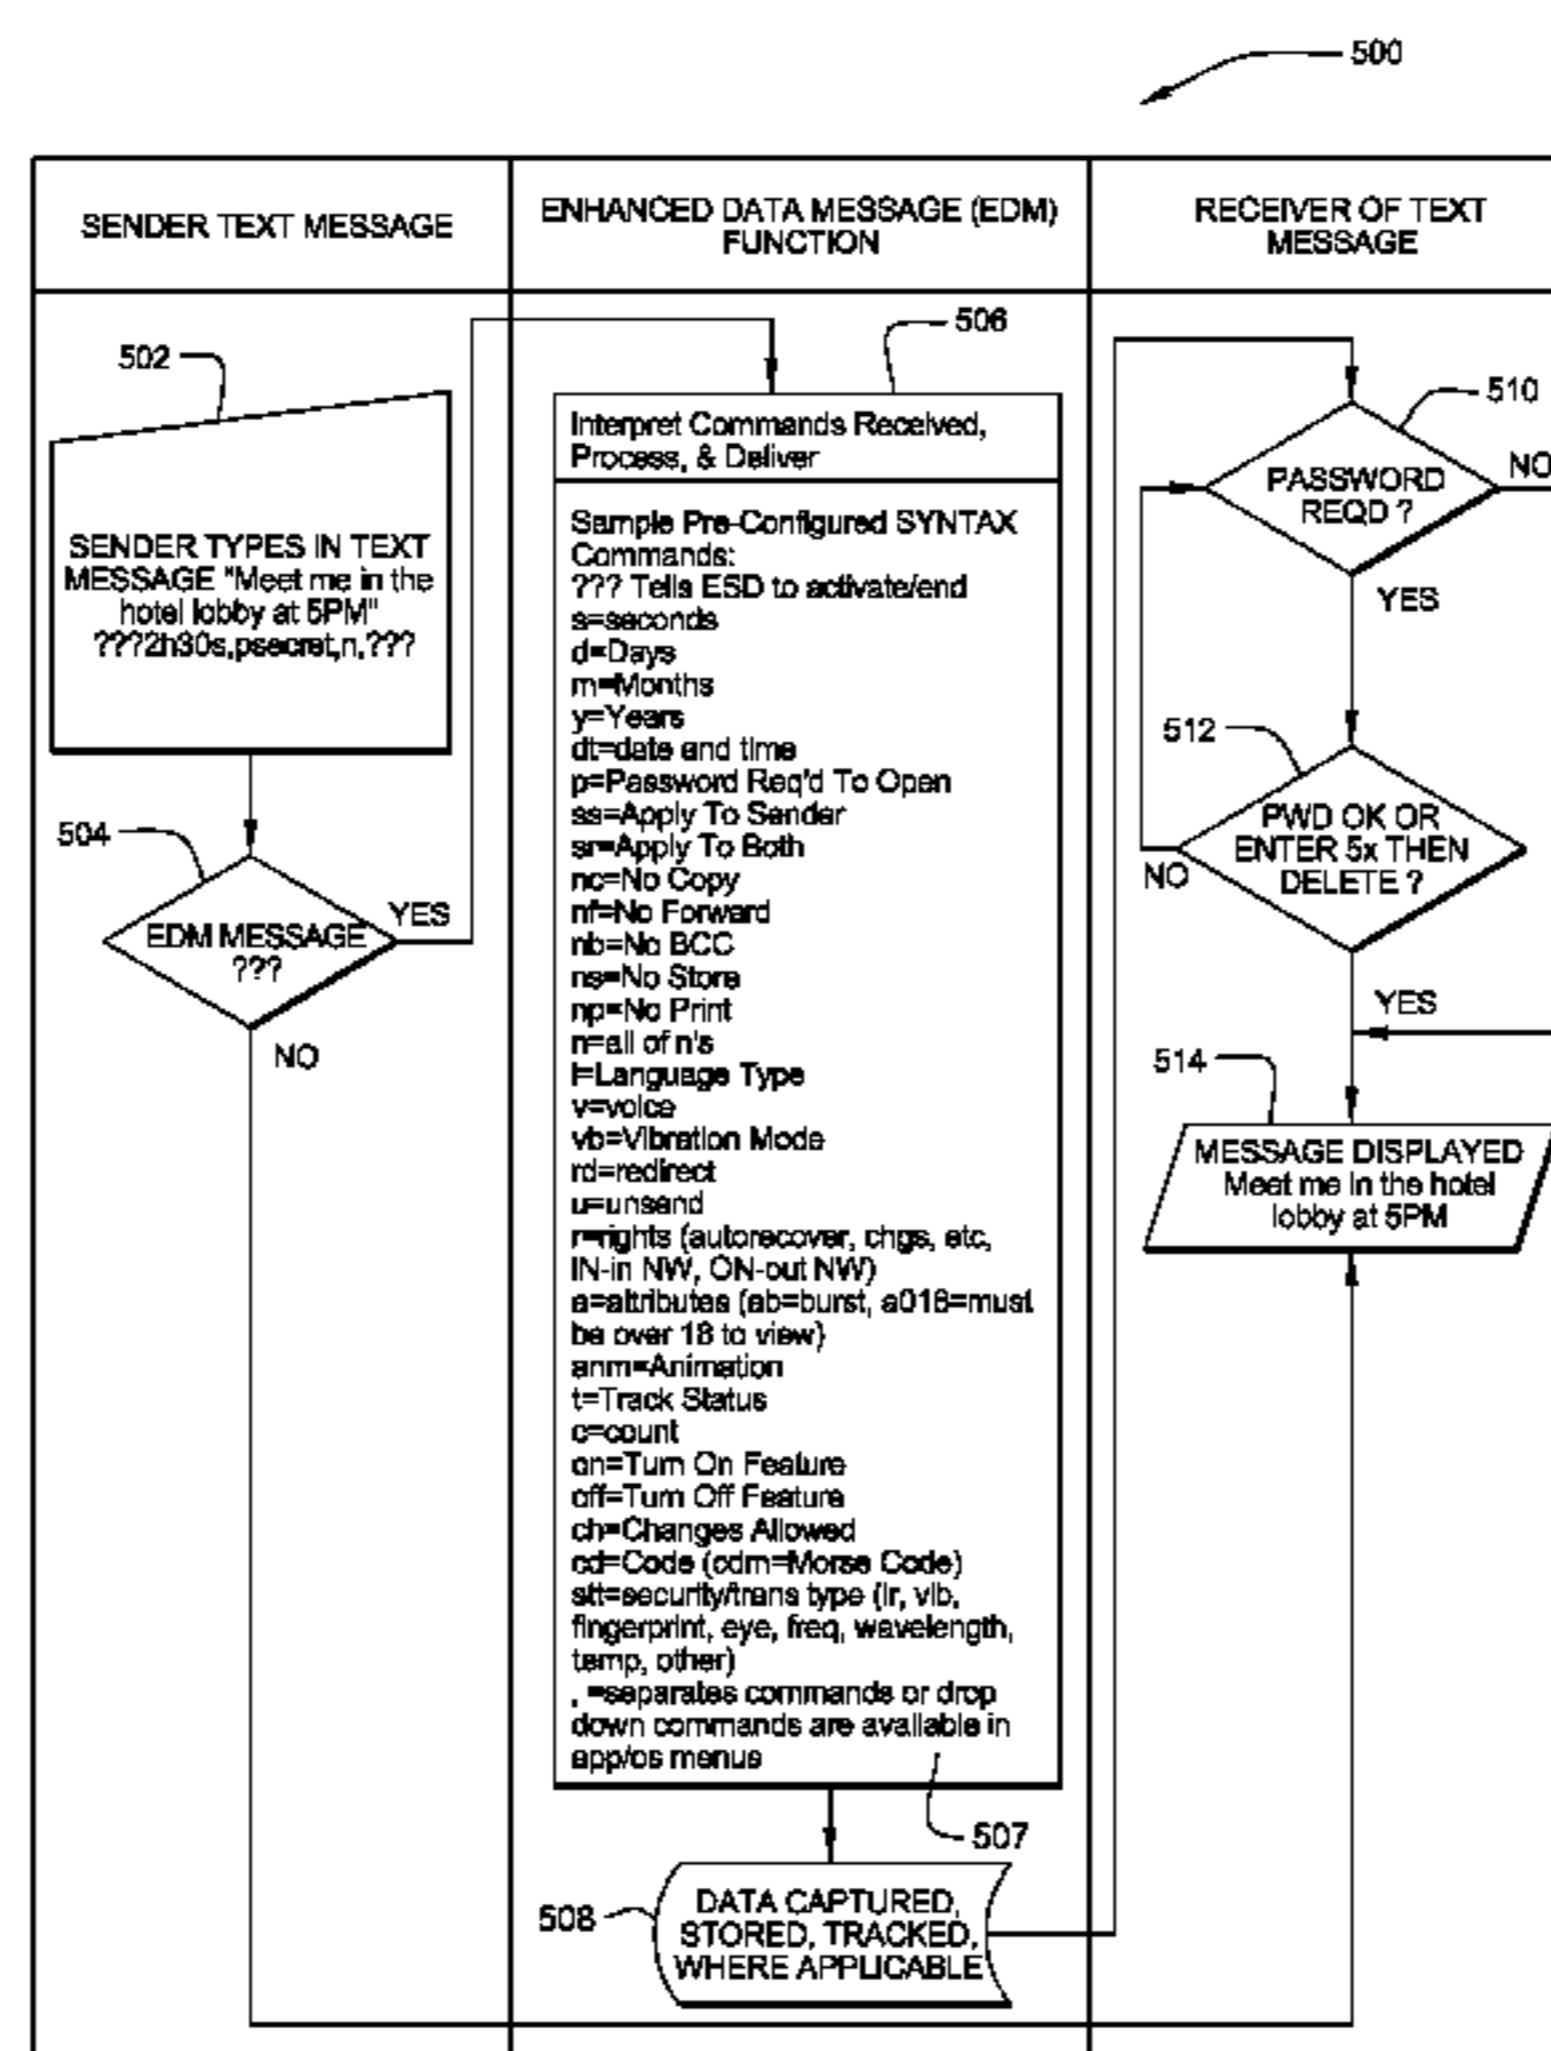 500
SENDER TEXT MESSAGE
ENHANCED DATA MESSAGE (EDM)
FUNCTION
RECEIVER OF TEXT
MESSAGE
502
SENDER TYPES IN TEXT
MESSAGE "Meet me in the
hotel lobby at 5PM"
???2h30s,psecret,n,???
504
EDM MESSAGE
???
YES
NO
506
Interpret Commands Received,
Process, & Deliver
Sample Pre-Configured SYNTAX
Commands:
??? Tells ESD to activate/end
s=seconds
d=Days
m=Months
y=Years
dt=date and time
p=Password Req'd To Open
ss=Apply To Sender
sr=Apply To Both
nc=No Copy
nf=No Forward
nb=No BCC
ns=No Store
np=No Print
n=all of n's
l=Language Type
v=voice
vb=Vibration Mode
rd=redirect
u=unsend
r=rights (autorecover, chgs, etc,
IN-in NW, ON-out NW)
a=attributes (ab=burst, a018=must
be over 18 to view)
anm=Animation
t=Track Status
c=count
on=Turn On Feature
off=Turn Off Feature
ch=Changes Allowed
cd=Code (cdm=Morse Code)
stt=security/trans type (ir, vib,
fingerprint, eye, freq, wavelength,
temp, other)
, =separates commands or drop
down commands are available in
app/os menus
507
508
DATA CAPTURED,
STORED, TRACKED,
WHERE APPLICABLE
510
PASSWORD
REQD ?
NO
YES
512
PWD OK OR
ENTER 5x THEN
DELETE ?
NO
YES
514
MESSAGE DISPLAYED
Meet me in the hotel
lobby at 5PM